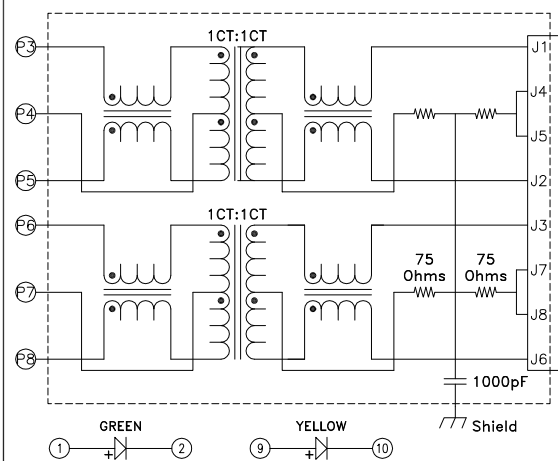 1CT:1CT
P3
J1
J4
P4
J5
P5
J2
1CT:1CT
P6
J3
75
Ohms
75
Ohms
J7
P7
J8
P8
J6
1000pF
Shield
GREEN
YELLOW
1
+
2
9
+
10